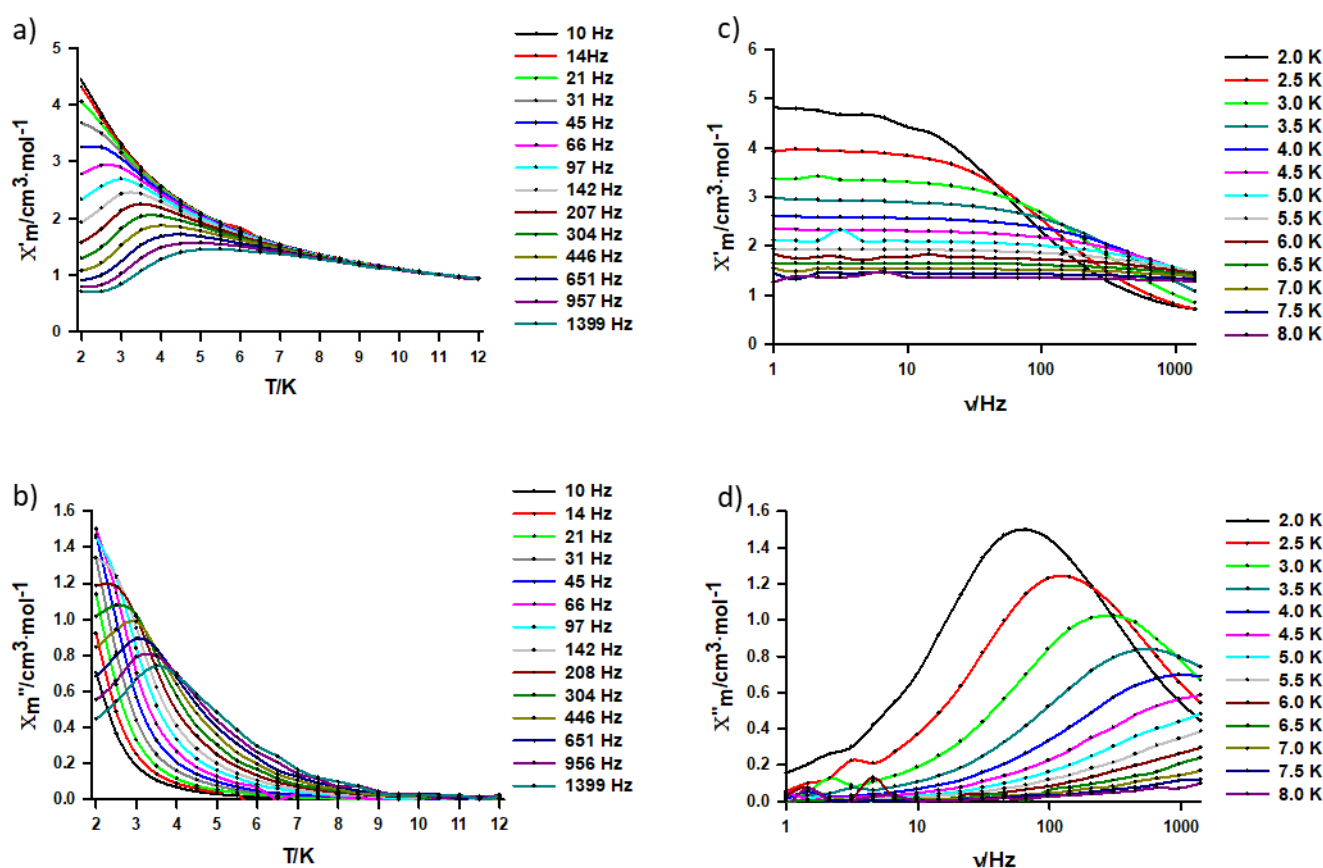 a)
5
4
3
2
1
0
2 3 4 5 6 7 8 9 10 11 12
T/K
Χ'm/cm³·mol⁻¹
10 Hz
14Hz
21 Hz
31 Hz
45 Hz
66 Hz
97 Hz
142 Hz
207 Hz
304 Hz
446 Hz
651 Hz
957 Hz
1399 Hz
c)
6
5
4
3
2
1
0
1 10 100 1000
ν/Hz
Χ'm/cm³·mol⁻¹
2.0 K
2.5 K
3.0 K
3.5 K
4.0 K
4.5 K
5.0 K
5.5 K
6.0 K
6.5 K
7.0 K
7.5 K
8.0 K
b)
1.6
1.4
1.2
1.0
0.8
0.6
0.4
0.2
0.0
2 3 4 5 6 7 8 9 10 11 12
T/K
Χm''/cm³·mol⁻¹
10 Hz
14 Hz
21 Hz
31 Hz
45 Hz
66 Hz
97 Hz
142 Hz
208 Hz
304 Hz
446 Hz
651 Hz
956 Hz
1399 Hz
d)
1.6
1.4
1.2
1.0
0.8
0.6
0.4
0.2
0.0
1 10 100 1000
ν/Hz
Χ''m/cm³·mol⁻¹
2.0 K
2.5 K
3.0 K
3.5 K
4.0 K
4.5 K
5.0 K
5.5 K
6.0 K
6.5 K
7.0 K
7.5 K
8.0 K